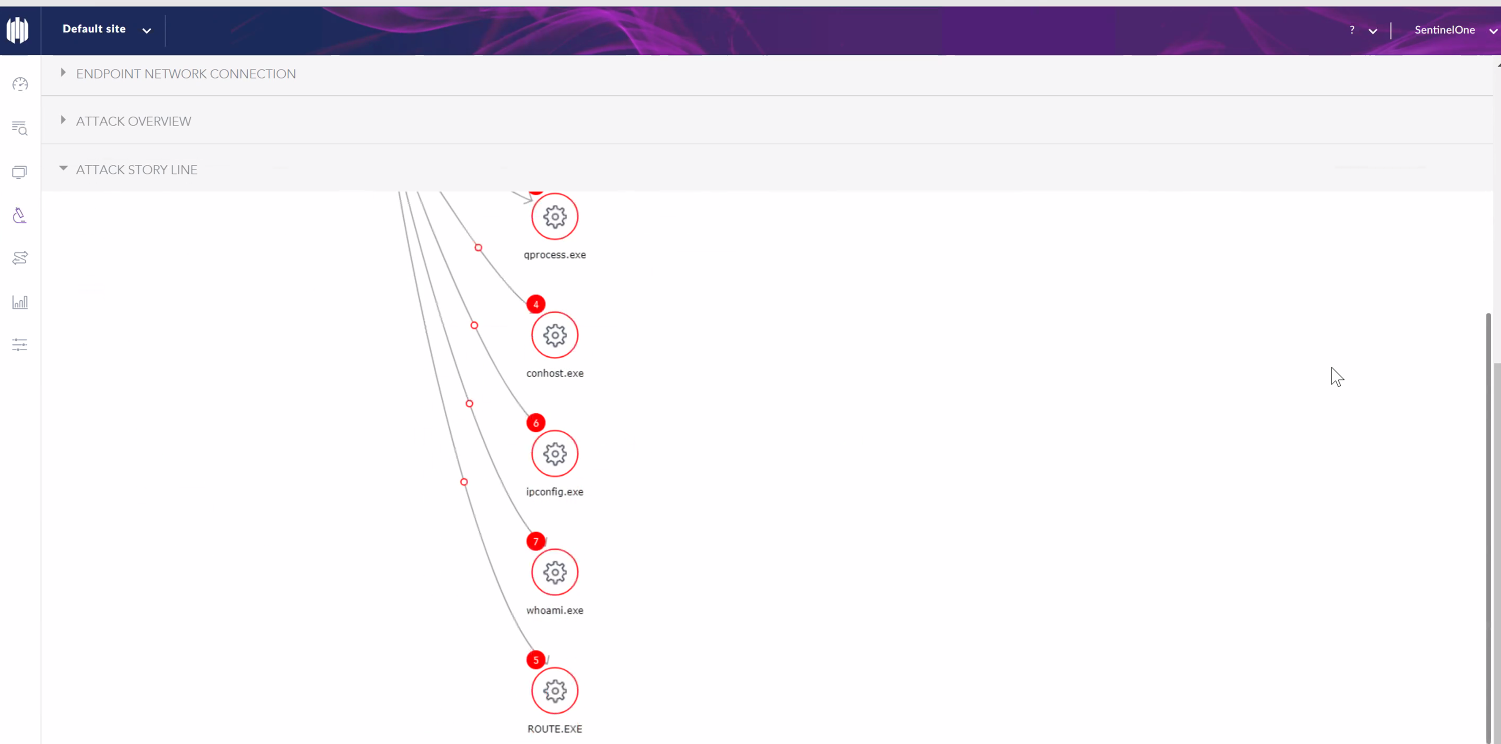 Default site
?
SentinelOne
ENDPOINT NETWORK CONNECTION
ATTACK OVERVIEW
ATTACK STORY LINE
qprocess.exe
4
conhost.exe
6
ipconfig.exe
7
whoami.exe
5
ROUTE.EXE